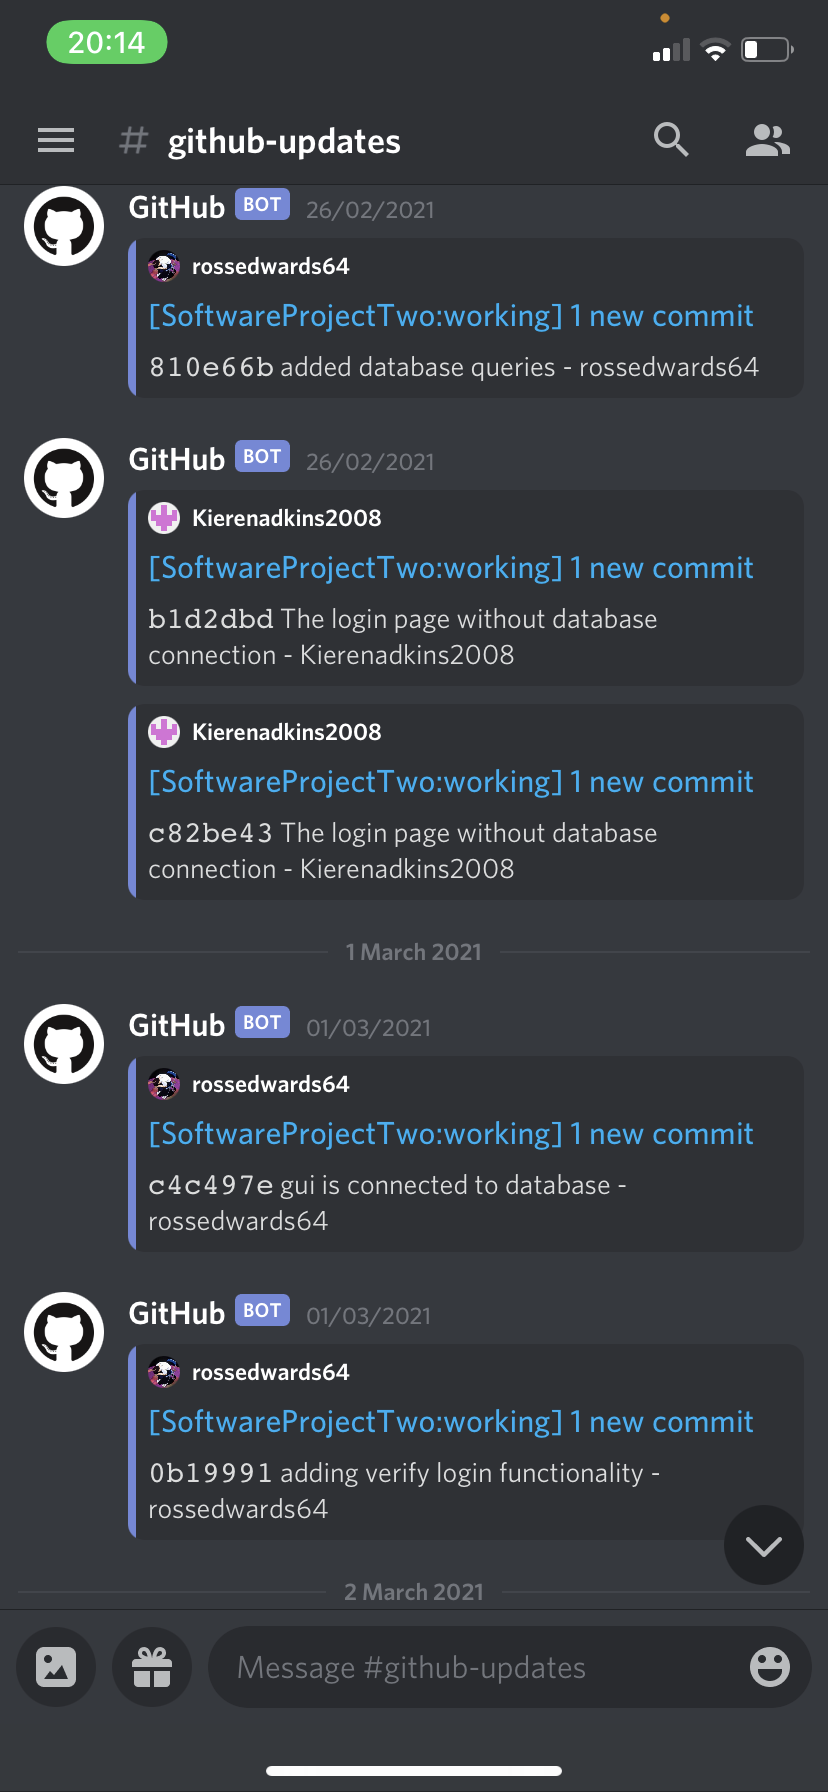 20:14
# github-updates
GitHub BOT 26/02/2021
rossedwards64
[SoftwareProjectTwo:working] 1 new commit
810e66b added database queries - rossedwards64
GitHub BOT 26/02/2021
Kierenadkins2008
[SoftwareProjectTwo:working] 1 new commit
b1d2dbd The login page without database
connection - Kierenadkins2008
Kierenadkins2008
[SoftwareProjectTwo:working] 1 new commit
c82be43 The login page without database
connection - Kierenadkins2008
1 March 2021
GitHub BOT 01/03/2021
rossedwards64
[SoftwareProjectTwo:working] 1 new commit
c4c497e gui is connected to database -
rossedwards64
GitHub BOT 01/03/2021
rossedwards64
[SoftwareProjectTwo:working] 1 new commit
0b19991 adding verify login functionality -
rossedwards64
2 March 2021
Message #github-updates